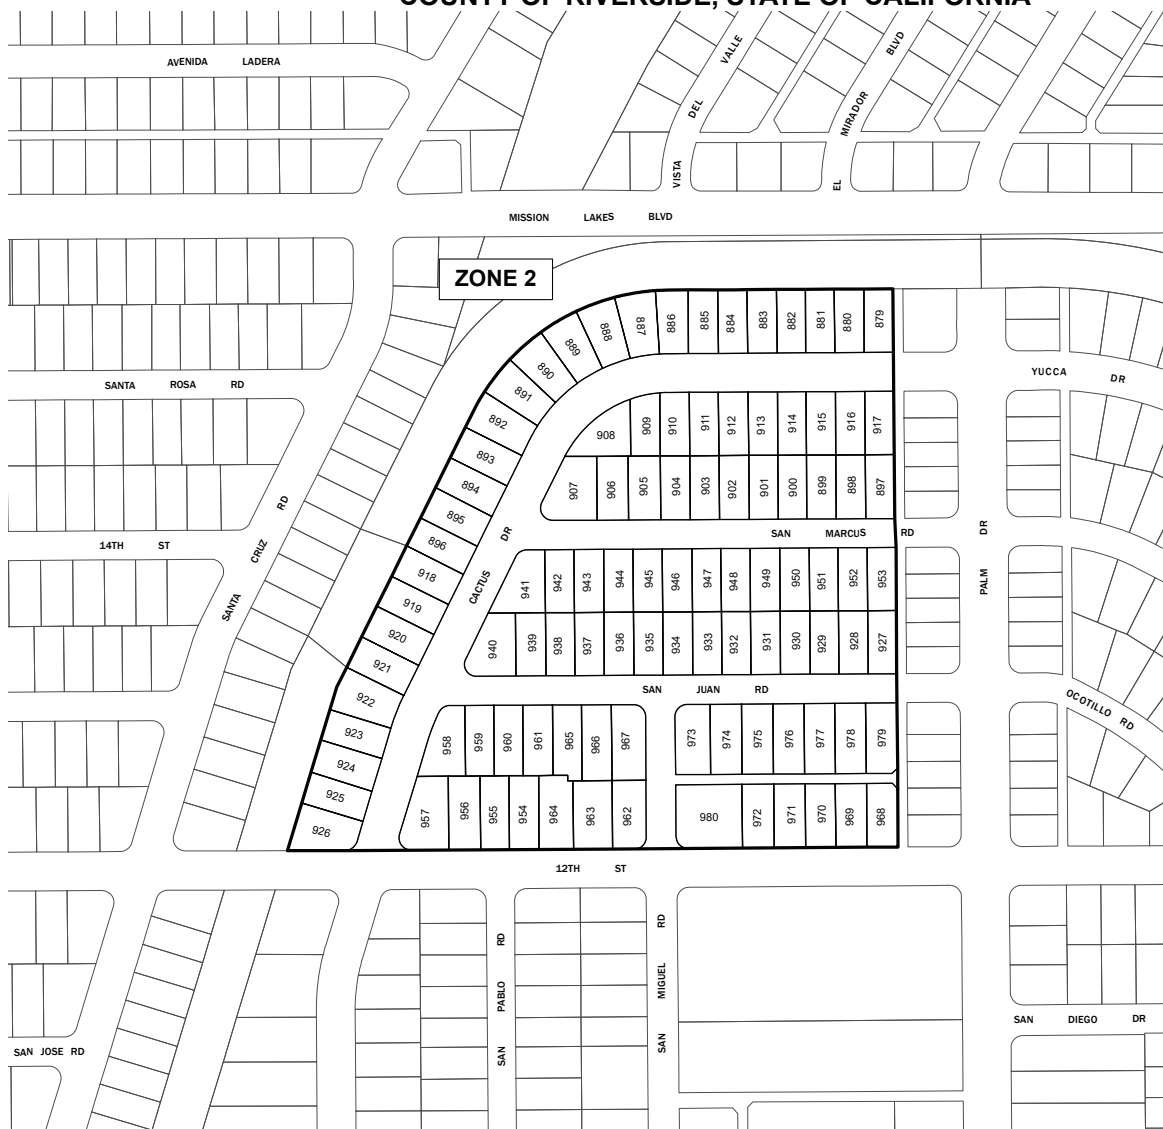 COUNTY OF RIVERSIDE, STATE OF CALIFORNIA
AVENIDA LADERA
VISTA DEL VALLE
EL MIRADOR BLVD
MISSION LAKES BLVD
ZONE 2
887 886 885 884 883 882 881 880 879
888
889
890
891
892
893
894
895
896
918
919
920
921
922
923
924
925
926
SANTA ROSA RD
YUCCA DR
908 909 910 911 912 913 914 915 916 917
907 906 905 904 903 902 901 900 899 898 897
SANTA CRUZ RD
CACTUS DR
SAN MARCUS RD
PALM DR
14TH ST
941 942 943 944 945 946 947 948 949 950 951 952 953
940 939 938 937 936 935 934 933 932 931 930 929 928 927
SAN JUAN RD
OCOTILLO RD
958 959 960 961 965 966 967 973 974 975 976 977 978 979
957 956 955 954 964 963 962 980 972 971 970 969 968
12TH ST
SAN PABLO RD
SAN MIGUEL RD
SAN DIEGO DR
SAN JOSE RD